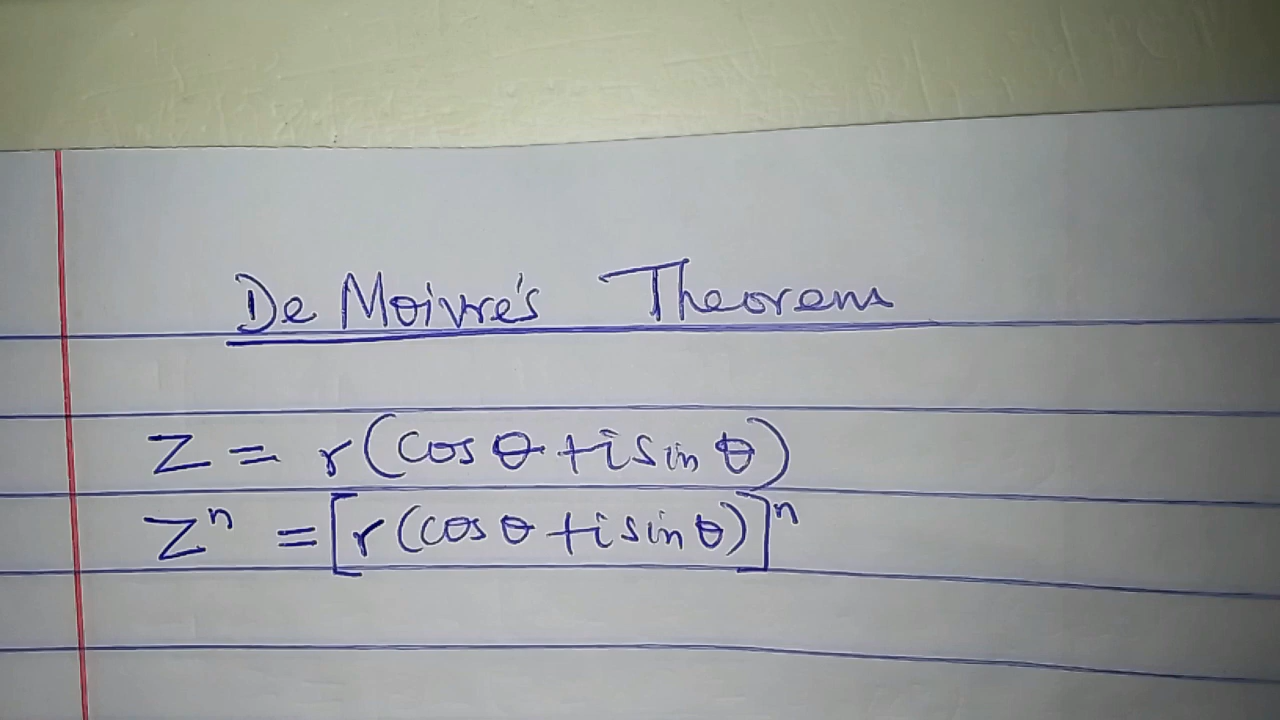 De Moivre's Theorem
Z = r(cos θ + i sin θ)
Zⁿ = [r(cos θ + i sin θ)]ⁿ